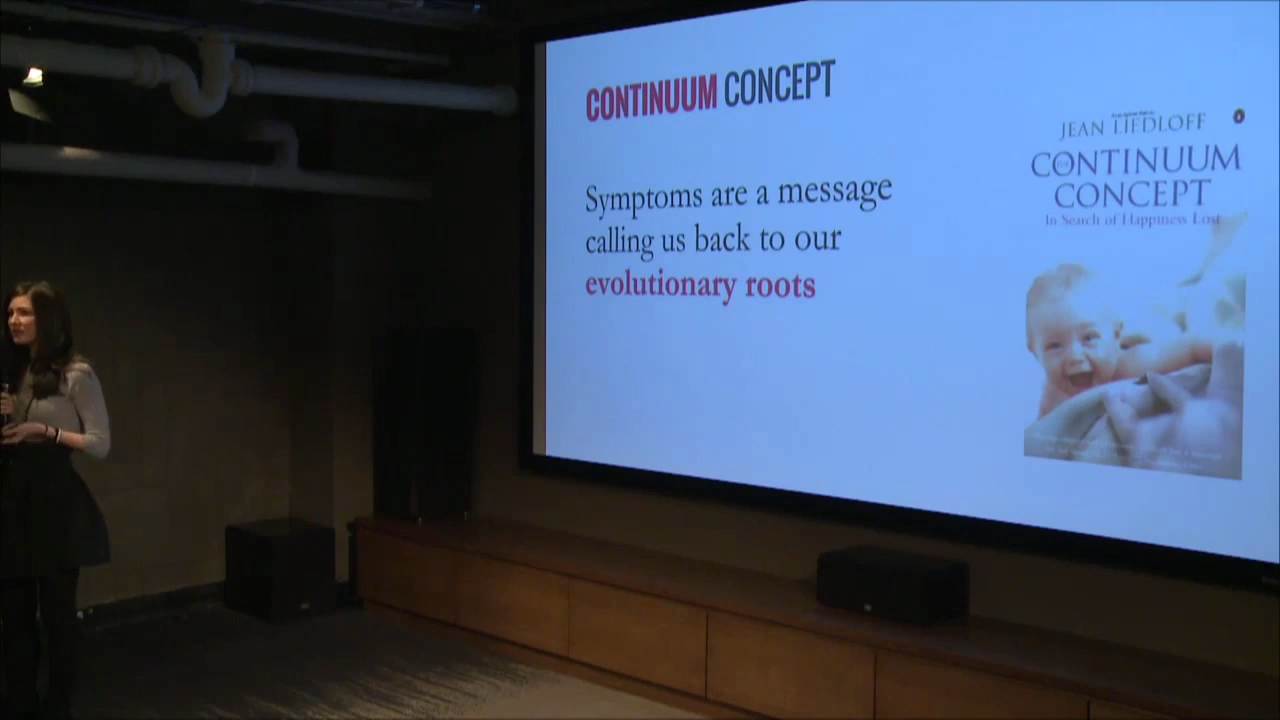 CONTINUUM CONCEPT
Symptoms are a message
calling us back to our
evolutionary roots
JEAN LIEDLOFF
THE
CONTINUUM
CONCEPT
In Search of Happiness Lost